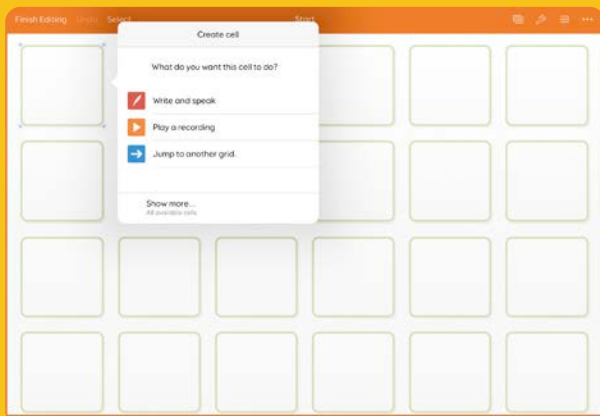 Finish Editing Undo Select Start
Create cell
What do you want this cell to do?
Write and speak
Play a recording
Jump to another grid
Show more...
All available cells